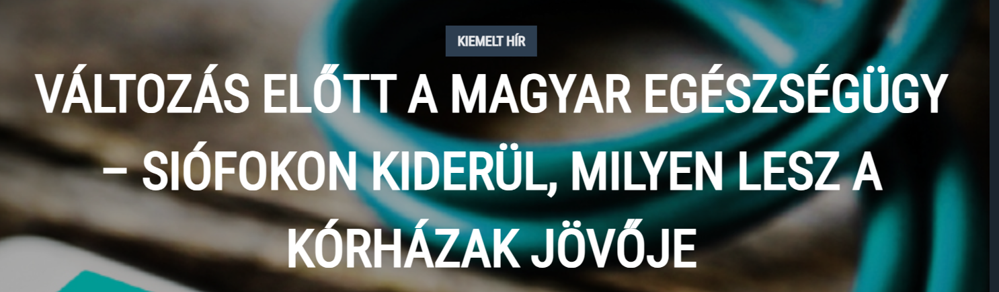 KIEMELT HÍR
VÁLTOZÁS ELŐTT A MAGYAR EGÉSZSÉGÜGY
– SIÓFOKON KIDERÜL, MILYEN LESZ A
KÓRHÁZAK JÖVŐJE